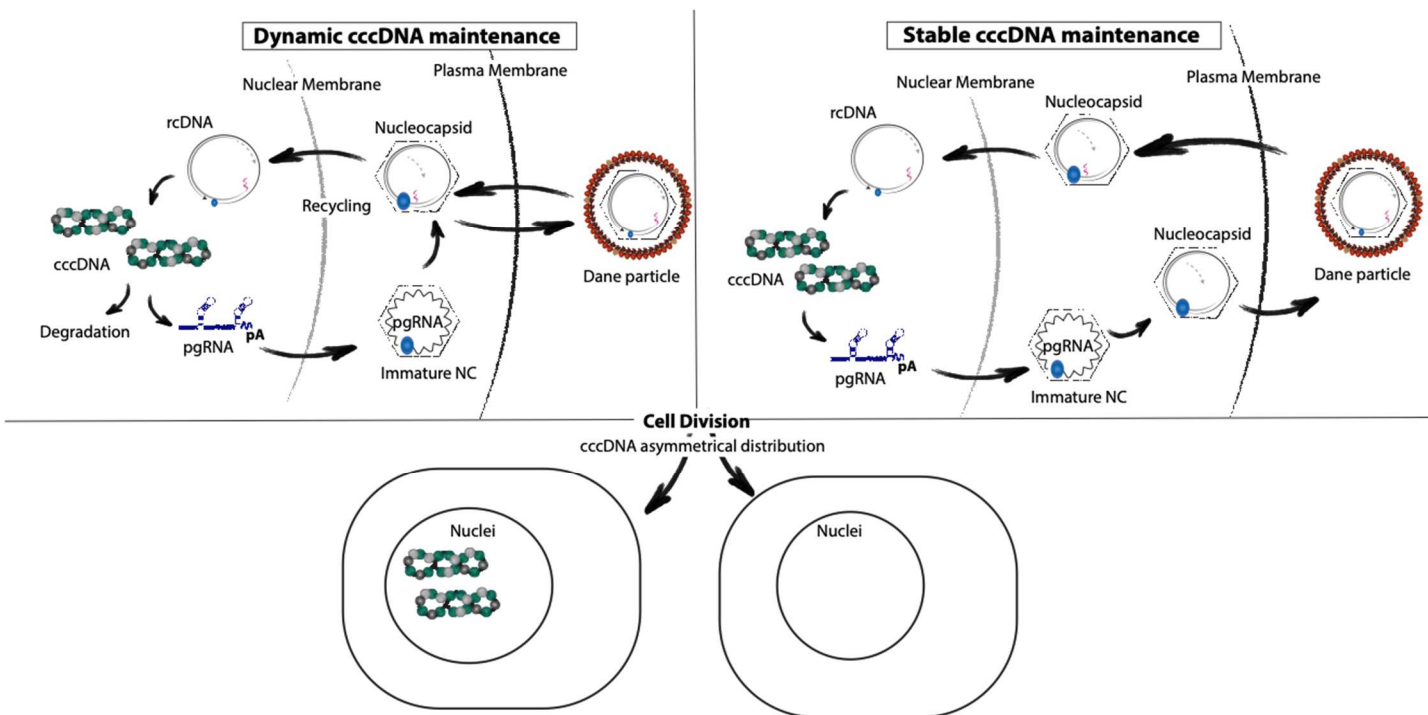 Dynamic cccDNA maintenance
Plasma Membrane
Nuclear Membrane
rcDNA
Nucleocapsid
Recycling
cccDNA
Dane particle
Degradation
pgRNA
pA
pgRNA
Immature NC
Stable cccDNA maintenance
Plasma Membrane
Nuclear Membrane
Nucleocapsid
rcDNA
Nucleocapsid
cccDNA
Dane particle
pgRNA
pA
pgRNA
Immature NC
Cell Division
cccDNA asymmetrical distribution
Nuclei
Nuclei